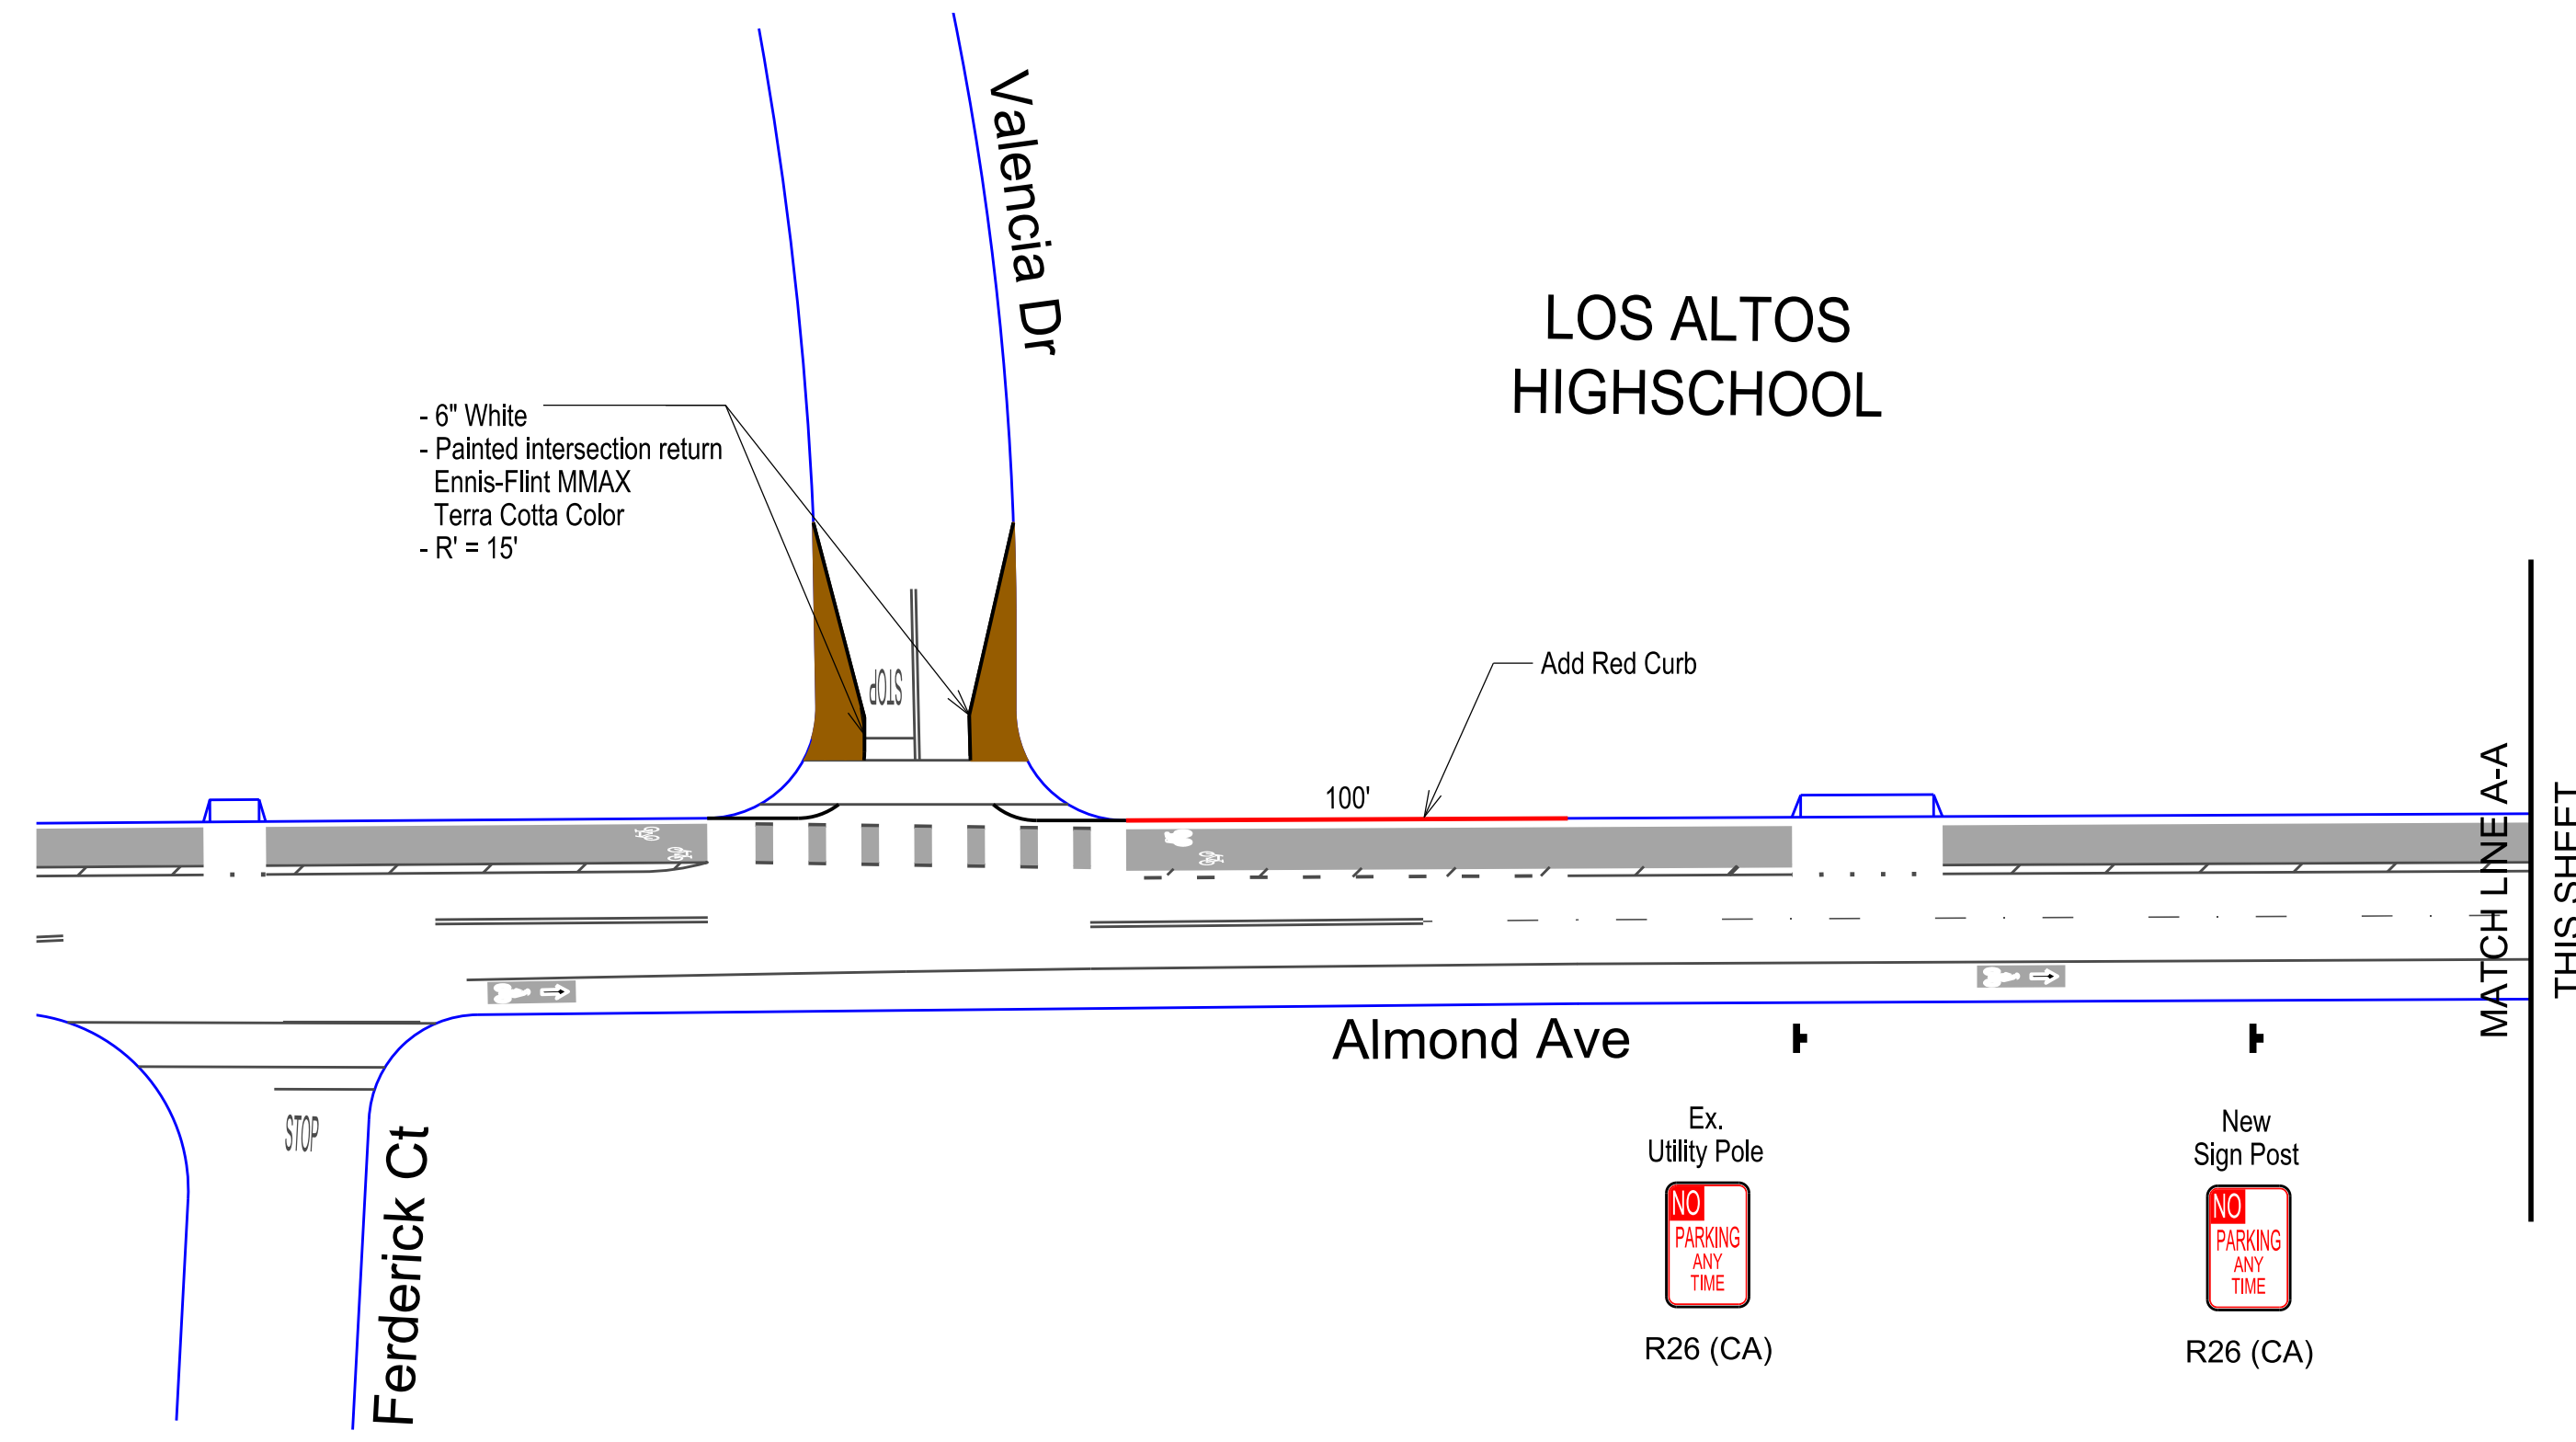 Valencia Dr
LOS ALTOS
HIGHSCHOOL
- 6" White
- Painted intersection return
Ennis-Flint MMAX
Terra Cotta Color
- R' = 15'
STOP
Add Red Curb
100'
MATCH LINE A-A
THIS SHEET
Almond Ave
STOP
Ferderick Ct
Ex.
Utility Pole
NO
PARKING
ANY
TIME
R26 (CA)
New
Sign Post
NO
PARKING
ANY
TIME
R26 (CA)